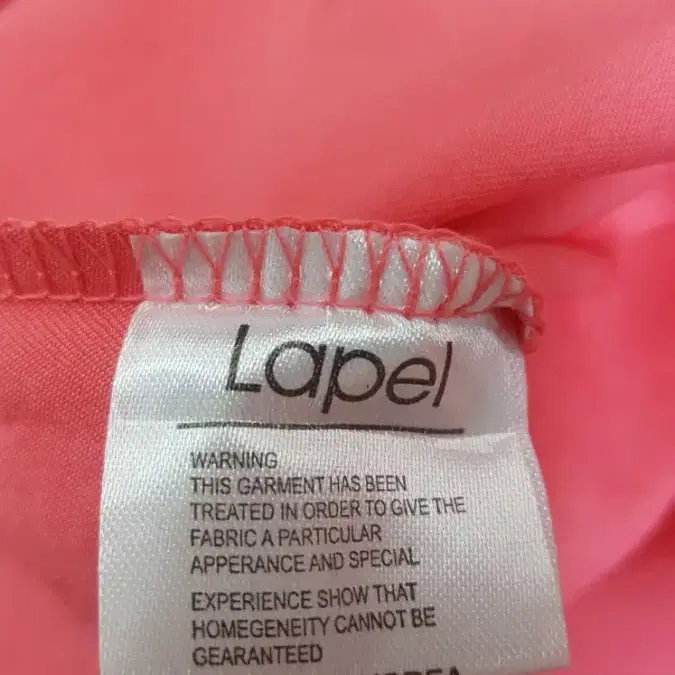 Lapel
WARNING
THIS GARMENT HAS BEEN
TREATED IN ORDER TO GIVE THE
FABRIC A PARTICULAR
APPERANCE AND SPECIAL
EXPERIENCE SHOW THAT
HOMEGENEITY CANNOT BE
GEARANTEED